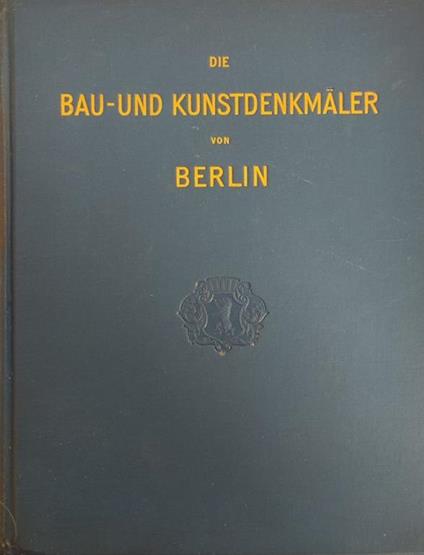 DIE
BAU-UND KUNSTDENKMÄLER
VON
BERLIN